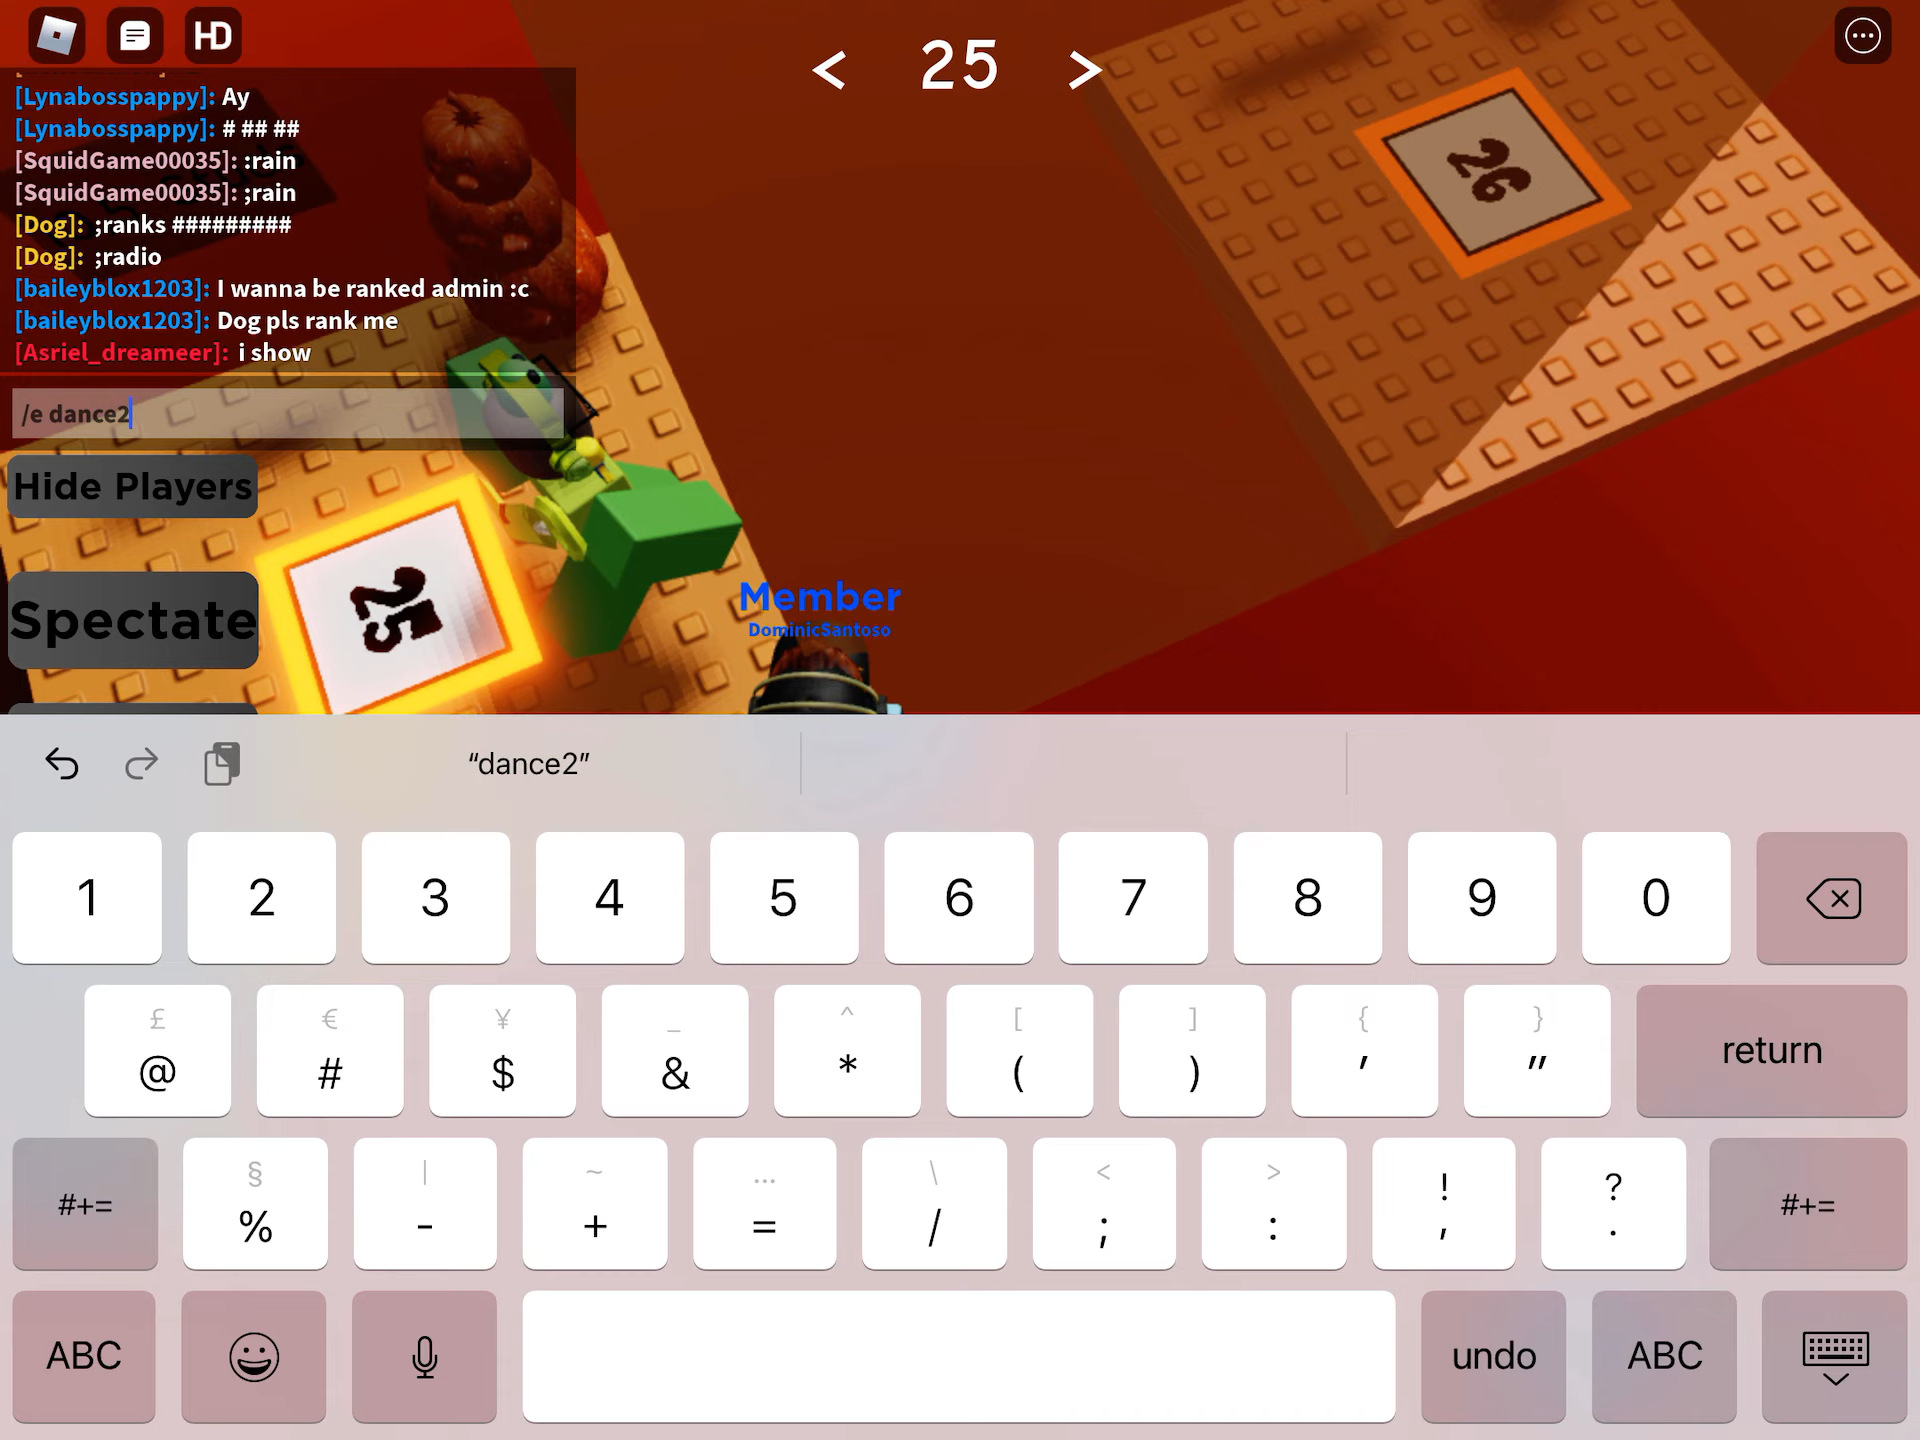 HD
< 25 >
[Lynabosspappy]: Ay
[Lynabosspappy]: # ## ##
[SquidGame00035]: :rain
[SquidGame00035]: ;rain
[Dog]: ;ranks #########
[Dog]: ;radio
[baileyblox1203]: I wanna be ranked admin :c
[baileyblox1203]: Dog pls rank me
[Asriel_dreameer]: i show
/e dance2
26
Hide Players
Spectate
25
Member
DominicSantoso
“dance2”
1 2 3 4 5 6 7 8 9 0
£ € ¥ _ ^ [ ] { }
@ # $ & * ( ) ' " return
§ | ~ … \ < > ! ?
#+= % - + = / ; : , . #+=
ABC undo ABC